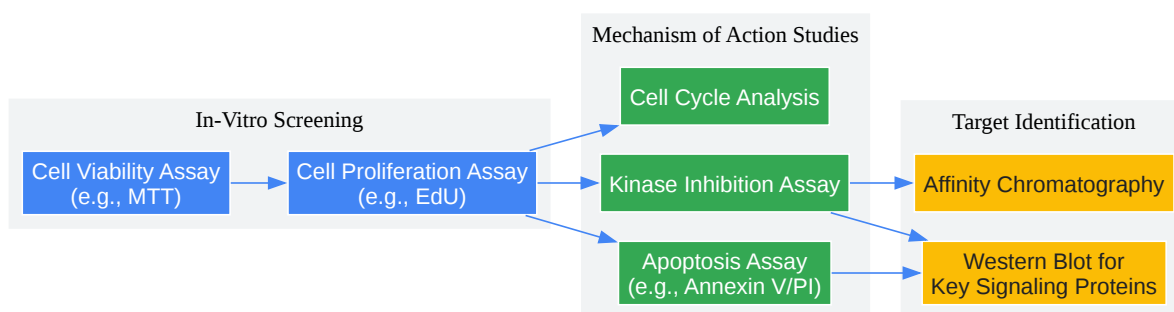 Mechanism of Action Studies
Cell Cycle Analysis
In-Vitro Screening
Target Identification
Cell Viability Assay
(e.g., MTT)
Cell Proliferation Assay
(e.g., EdU)
Kinase Inhibition Assay
Affinity Chromatography
Apoptosis Assay
(e.g., Annexin V/PI)
Western Blot for
Key Signaling Proteins